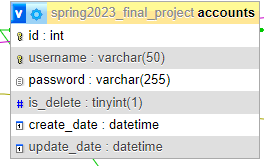 v spring2023_final_project accounts
id : int
username : varchar(50)
password : varchar(255)
# is_delete : tinyint(1)
create_date : datetime
update_date : datetime